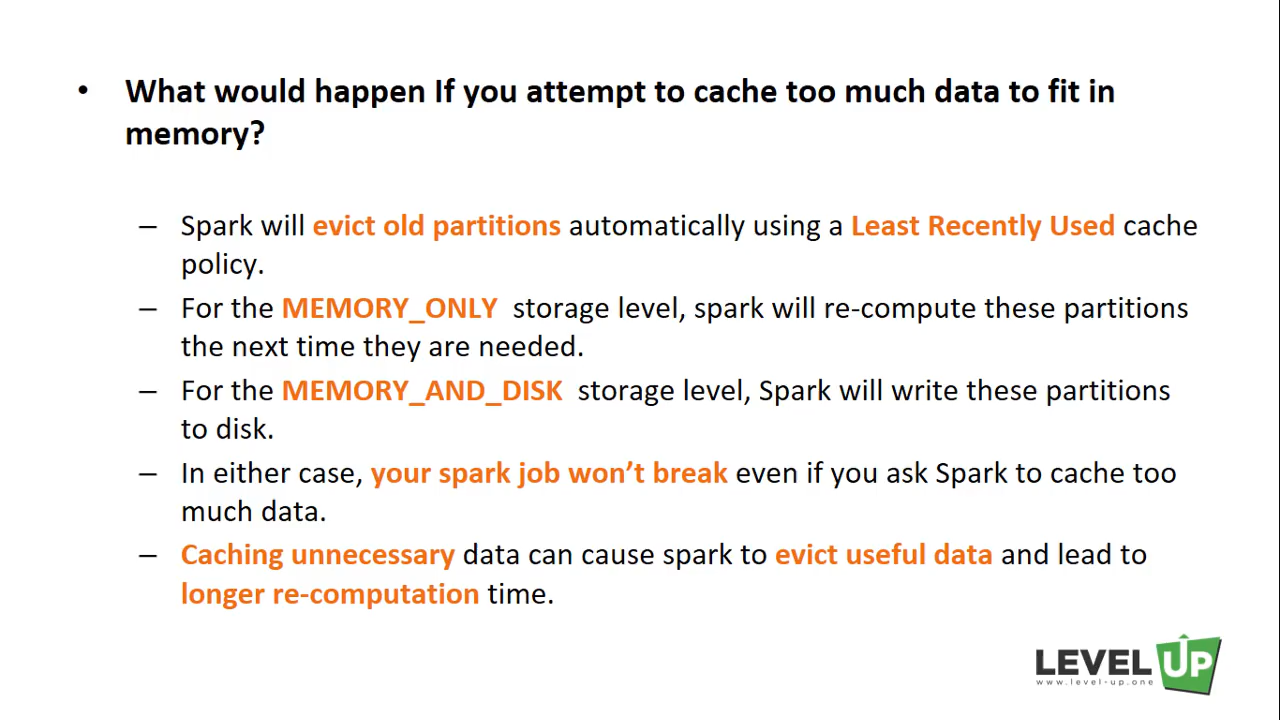 • What would happen If you attempt to cache too much data to fit in
memory?
– Spark will evict old partitions automatically using a Least Recently Used cache
policy.
– For the MEMORY_ONLY storage level, spark will re-compute these partitions
the next time they are needed.
– For the MEMORY_AND_DISK storage level, Spark will write these partitions
to disk.
– In either case, your spark job won’t break even if you ask Spark to cache too
much data.
– Caching unnecessary data can cause spark to evict useful data and lead to
longer re-computation time.
LEVEL UP
www.level-up.one